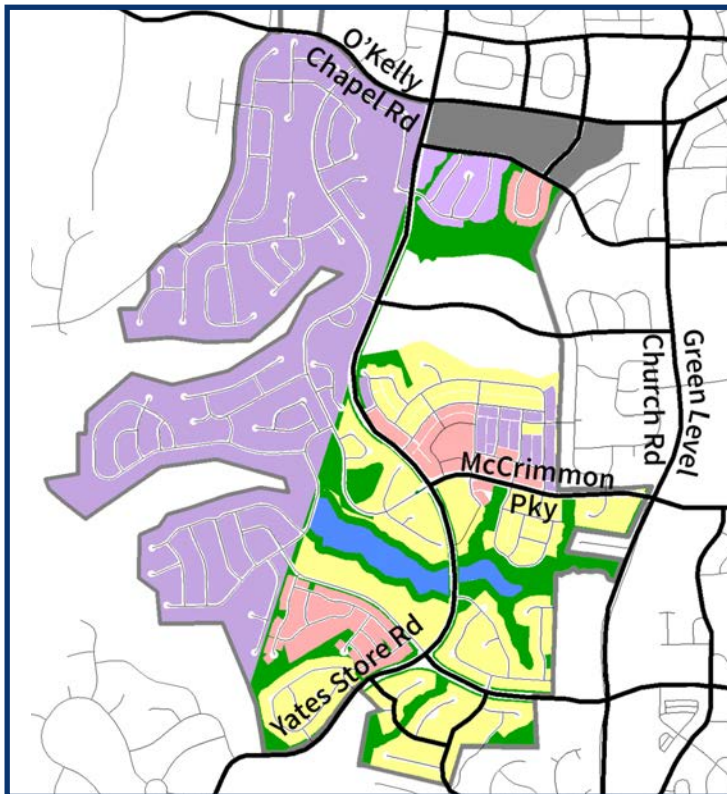 O'Kelly
Chapel Rd
Green Level
Church Rd
McCrimmon
Pky
Yates Store Rd